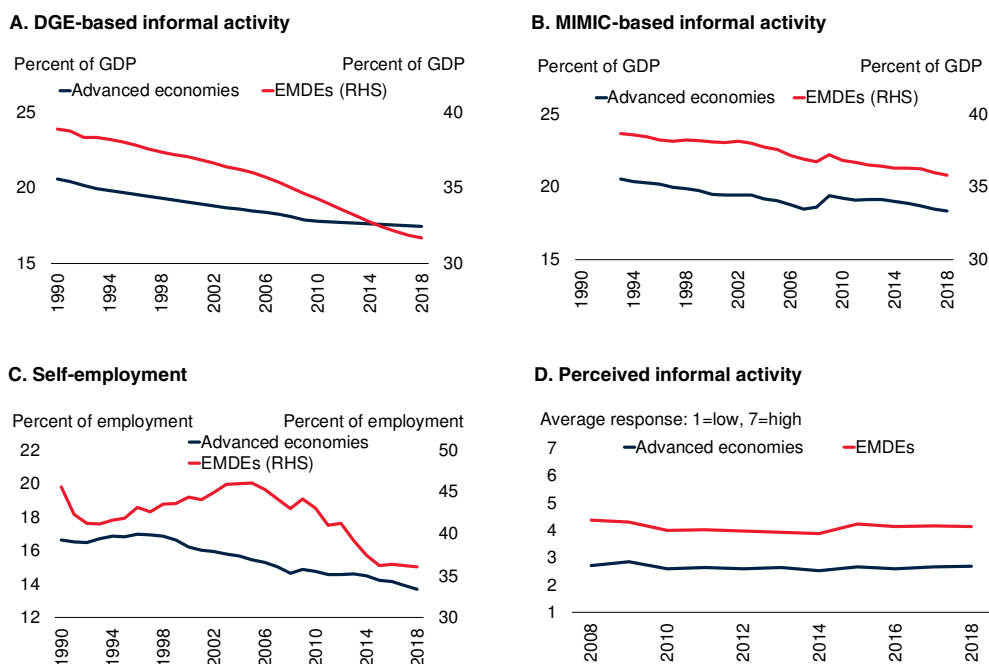 A. DGE-based informal activity
Percent of GDP Percent of GDP
Advanced economies EMDEs (RHS)
25 40
20 35
15 30
1990 1994 1998 2002 2006 2010 2014 2018
B. MIMIC-based informal activity
Percent of GDP Percent of GDP
Advanced economies EMDEs (RHS)
25 40
20 35
15 30
1990 1994 1998 2002 2006 2010 2014 2018
C. Self-employment
Percent of employment Percent of employment
Advanced economies
EMDEs (RHS)
22 50
20 45
18 40
16 35
14 30
12
1990 1994 1998 2002 2006 2010 2014 2018
D. Perceived informal activity
Average response: 1=low, 7=high
Advanced economies EMDEs
7
6
5
4
3
2
1
2008 2010 2012 2014 2016 2018